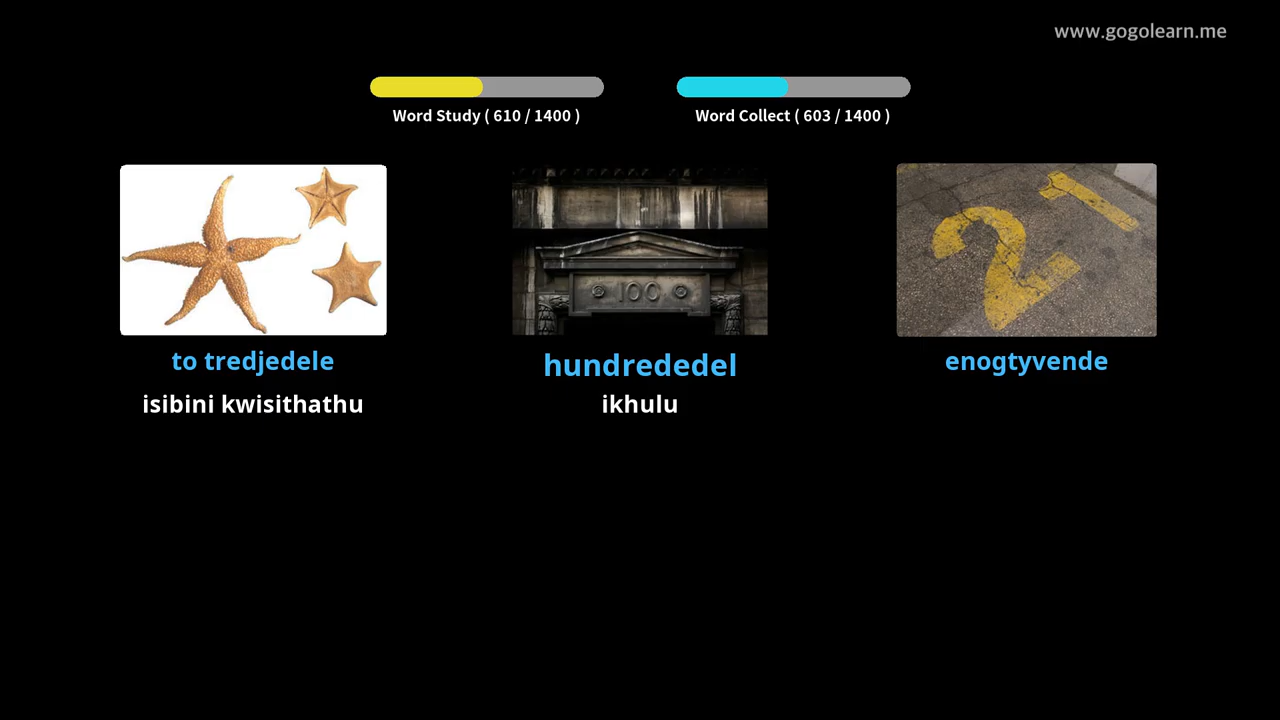 www.gogolearn.me
Word Study ( 610 / 1400 )
Word Collect ( 603 / 1400 )
100
21
to tredjedele
hundrededel
enogtyvende
isibini kwisithathu
ikhulu